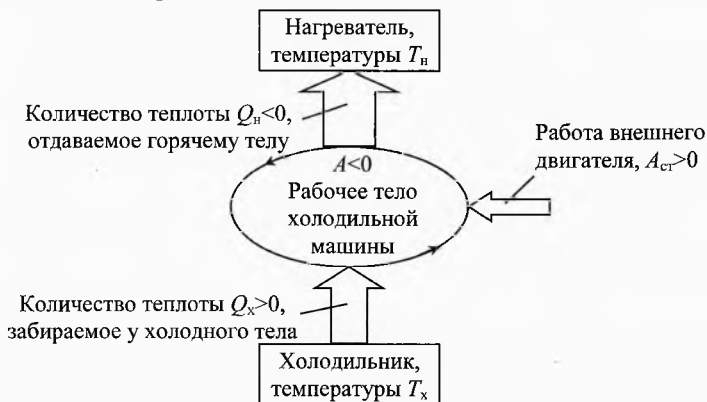 Нагреватель,
температуры Tн
Количество теплоты Qн<0,
отдаваемое горячему телу
Работа внешнего
двигателя, Aст>0
A<0
Рабочее тело
холодильной
машины
Количество теплоты Qх>0,
забираемое у холодного тела
Холодильник,
температуры Tх